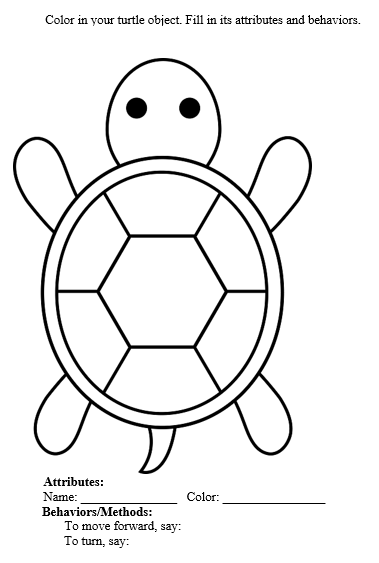 Color in your turtle object. Fill in its attributes and behaviors.
Attributes:
Name: _______________ Color: ________________
Behaviors/Methods:
To move forward, say:
To turn, say: